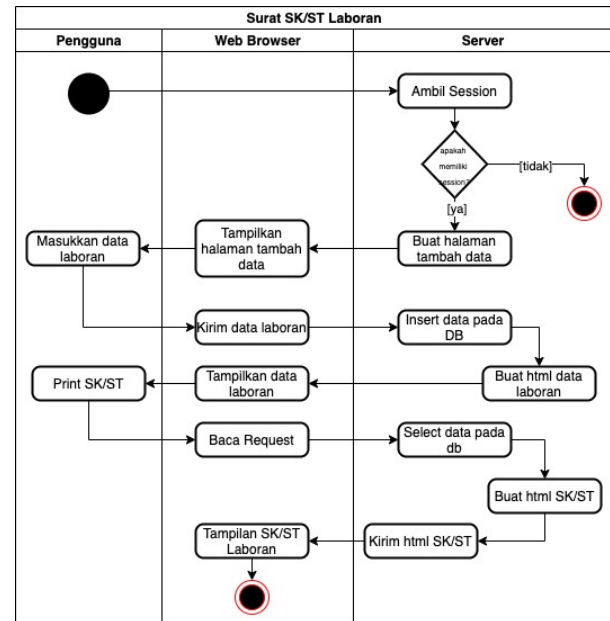 Surat SK/ST Laboran
Pengguna
Web Browser
Server
Ambil Session
apakah
memiliki
session?
[tidak]
[ya]
Masukkan data
laboran
Tampilkan
halaman tambah
data
Buat halaman
tambah data
Kirim data laboran
Insert data pada
DB
Print SK/ST
Tampilkan data
laboran
Buat html data
laboran
Baca Request
Select data pada
db
Buat html SK/ST
Tampilan SK/ST
Laboran
Kirim html SK/ST